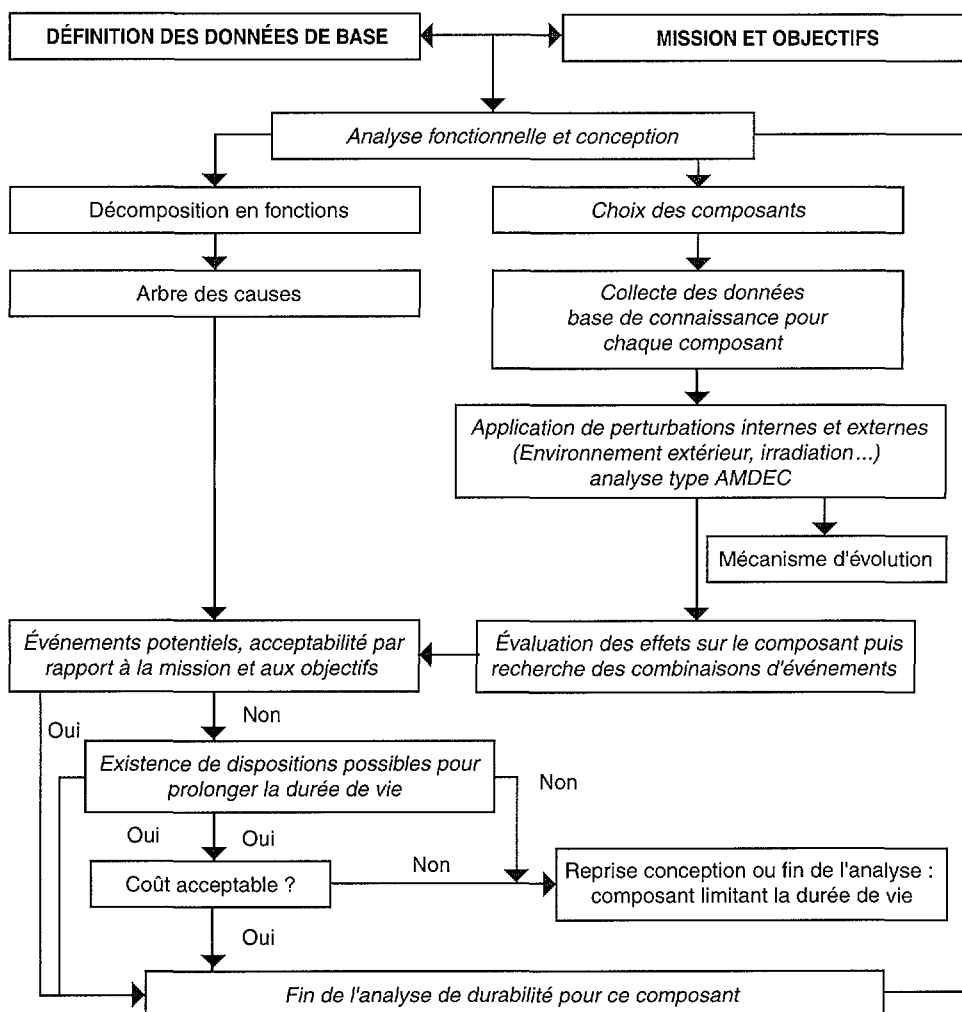 DÉFINITION DES DONNÉES DE BASE
MISSION ET OBJECTIFS
Analyse fonctionnelle et conception
Décomposition en fonctions
Choix des composants
Arbre des causes
Collecte des données
base de connaissance pour
chaque composant
Application de perturbations internes et externes
(Environnement extérieur, irradiation...)
analyse type AMDEC
Mécanisme d'évolution
Événements potentiels, acceptabilité par
rapport à la mission et aux objectifs
Évaluation des effets sur le composant puis
recherche des combinaisons d'événements
Oui
Non
Existence de dispositions possibles pour
prolonger la durée de vie
Non
Oui
Oui
Coût acceptable ?
Non
Reprise conception ou fin de l'analyse :
composant limitant la durée de vie
Oui
Fin de l'analyse de durabilité pour ce composant